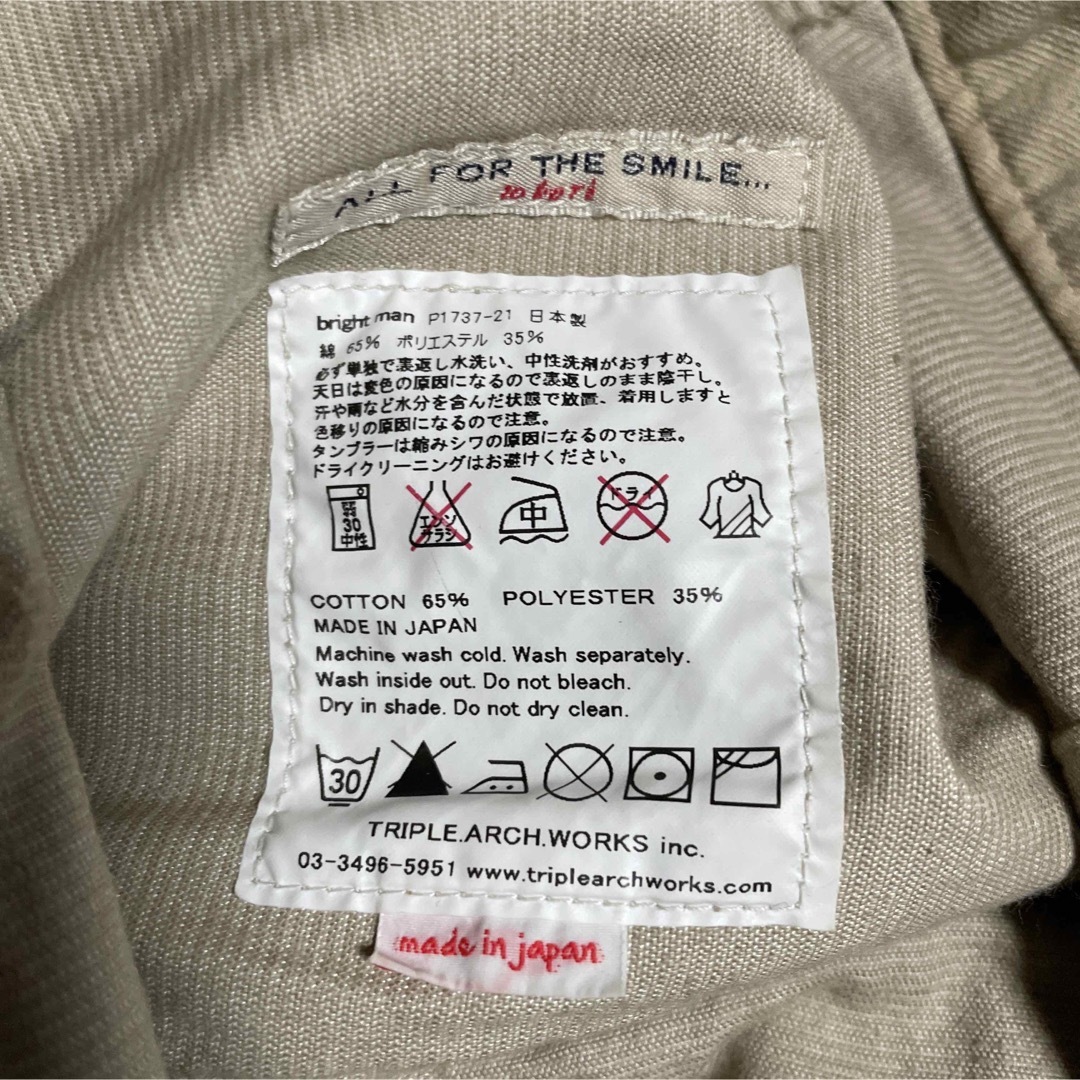 ALL FOR THE SMILE...
bright man P1737-21 日本製
綿 65% ポリエステル 35%
必ず単独で裏返し水洗い、中性洗剤がおすすめ。
天日は変色の原因になるので裏返しのまま陰干し。
汗や雨など水分を含んだ状態で放置、着用しますと
色移りの原因になるので注意。
タンブラーは縮みシワの原因になるので注意。
ドライクリーニングはお避けください。
弱 30 中性
エンソ サラシ
中
ドライ
COTTON 65% POLYESTER 35%
MADE IN JAPAN
Machine wash cold. Wash separately.
Wash inside out. Do not bleach.
Dry in shade. Do not dry clean.
30
TRIPLE.ARCH.WORKS inc.
03-3496-5951 www.triplearchworks.com
made in japan